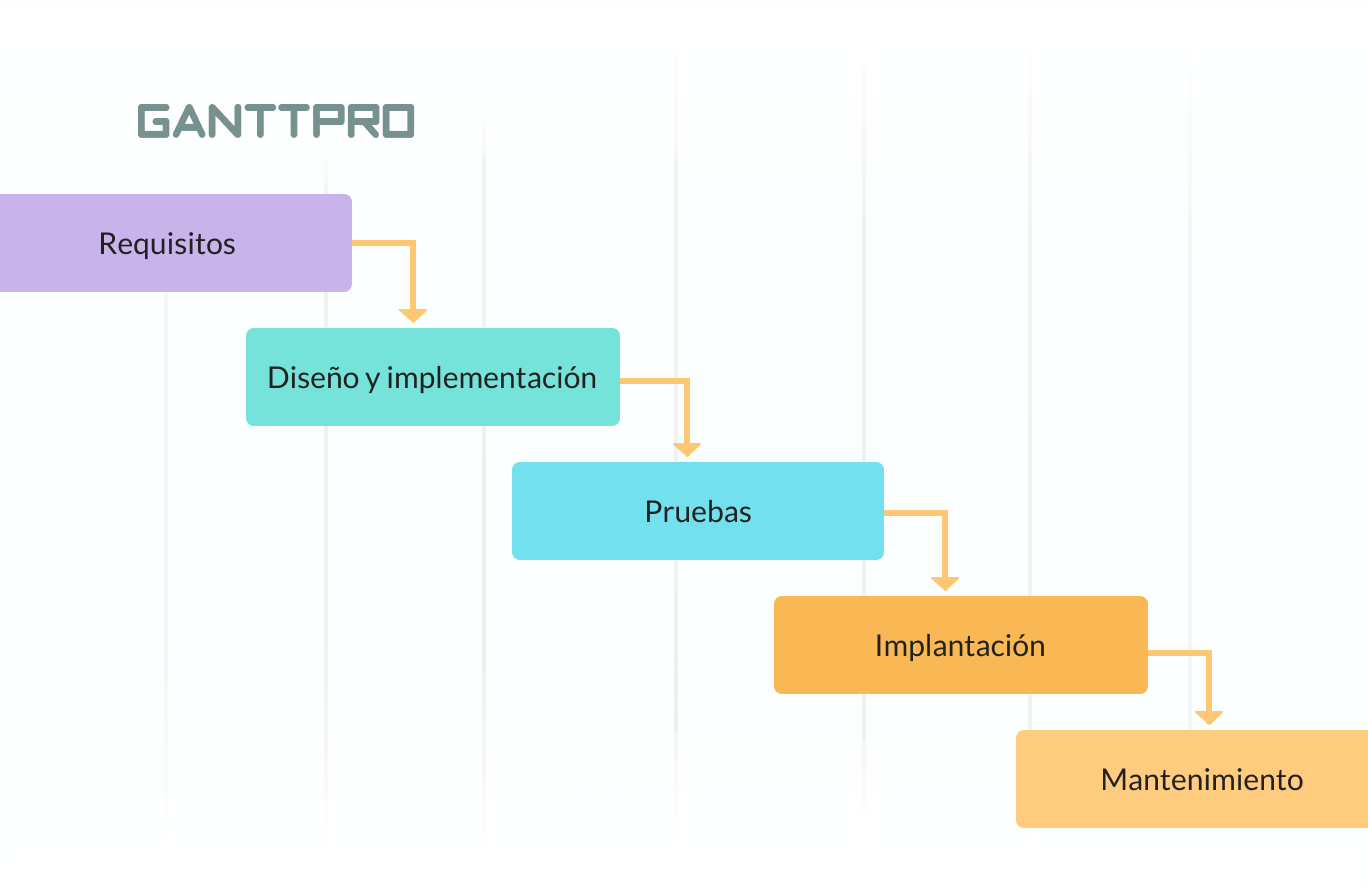 GANTTPRO
Requisitos
Diseño y implementación
Pruebas
Implantación
Mantenimiento